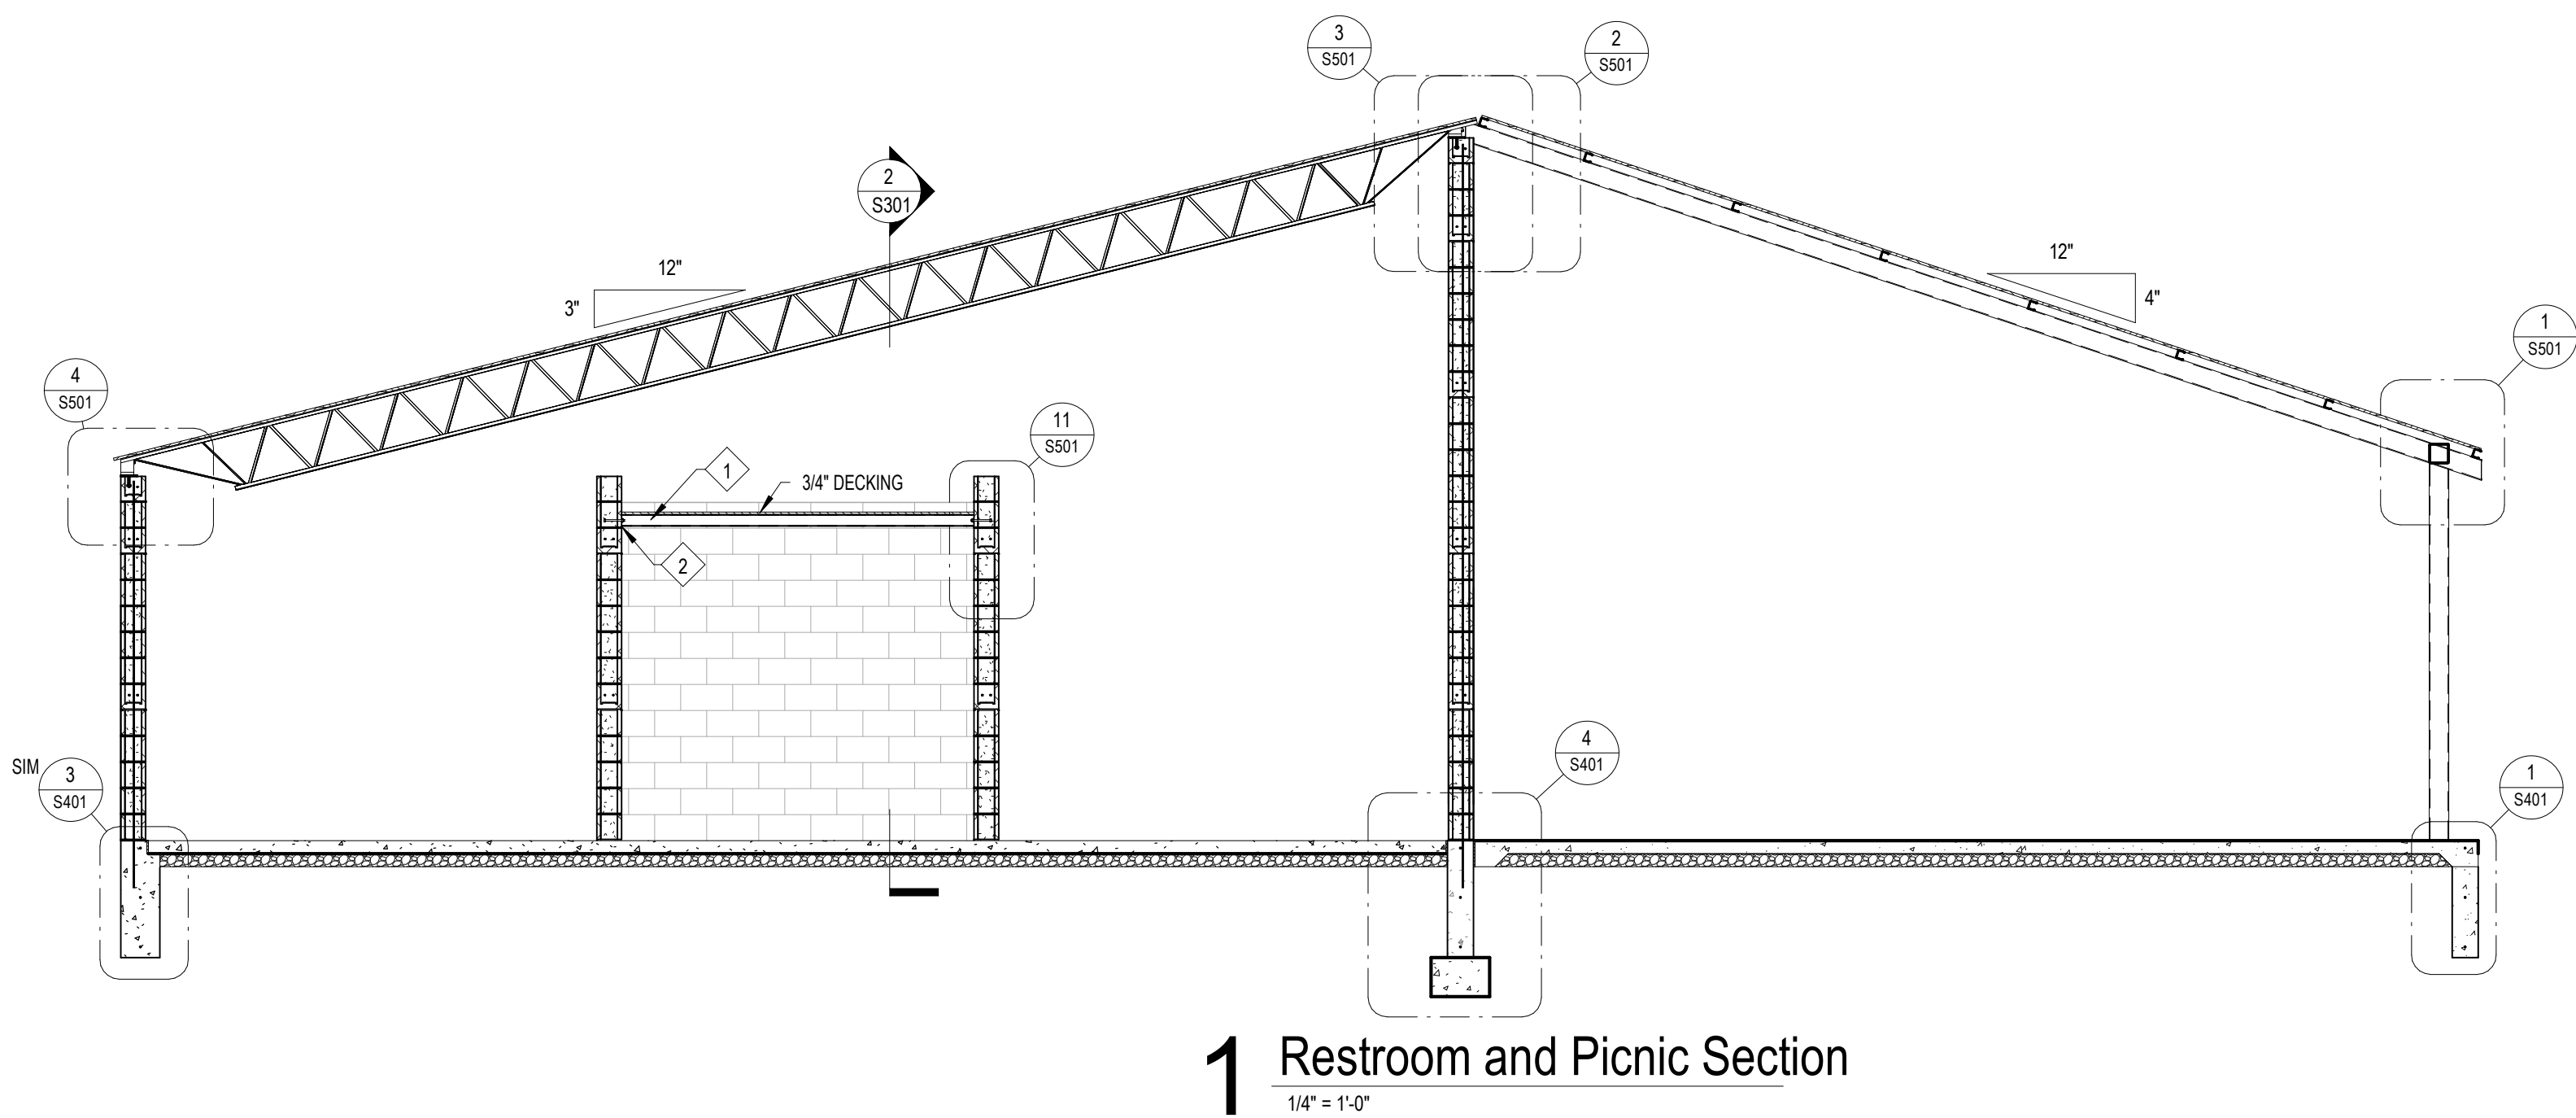 3
S501
2
S501
2
S301
12"
3"
12"
4"
1
S501
4
S501
11
S501
1
3/4" DECKING
2
SIM
3
S401
4
S401
1
S401
1 Restroom and Picnic Section
1/4" = 1'-0"